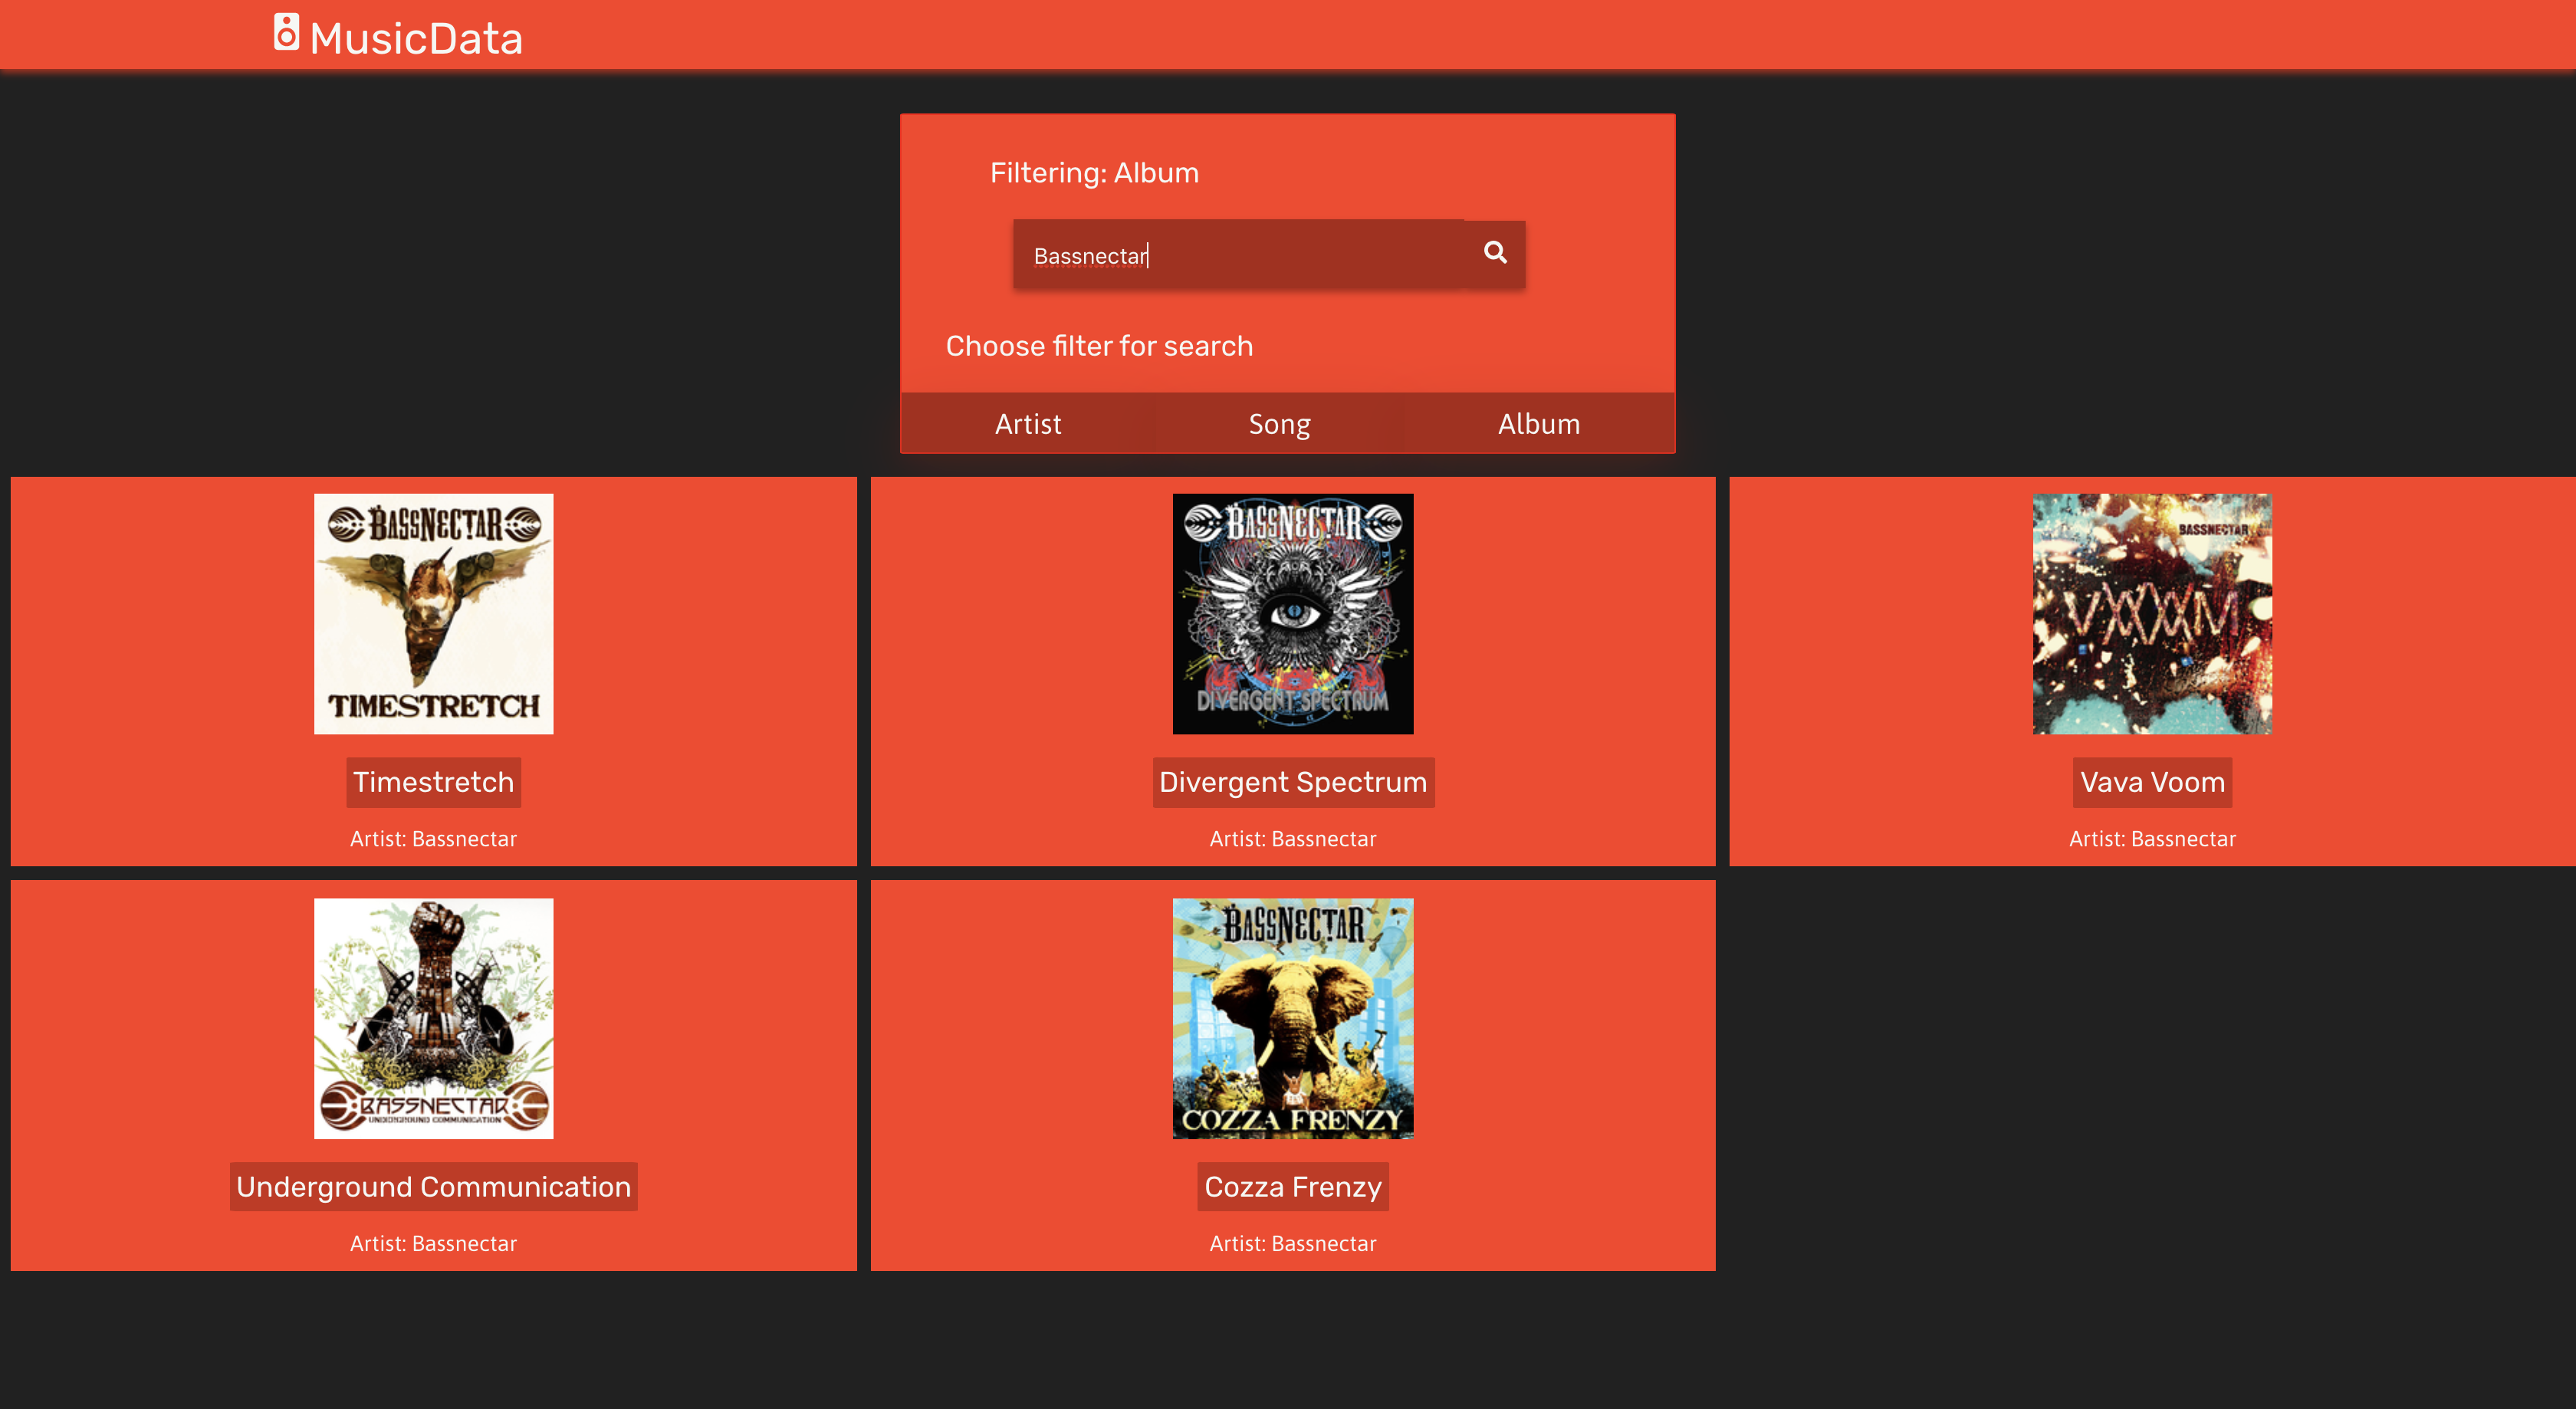 MusicData
Filtering: Album
Bassnectar
Choose filter for search
Artist Song Album
BASSNECTAR
TIMESTRETCH
Timestretch
Artist: Bassnectar
BASSNECTAR
DIVERGENT SPECTRUM
Divergent Spectrum
Artist: Bassnectar
BASSNECTAR
Vava Voom
Artist: Bassnectar
BASSNECTAR
UNDERGROUND COMMUNICATION
Underground Communication
Artist: Bassnectar
BASSNECTAR
COZZA FRENZY
Cozza Frenzy
Artist: Bassnectar